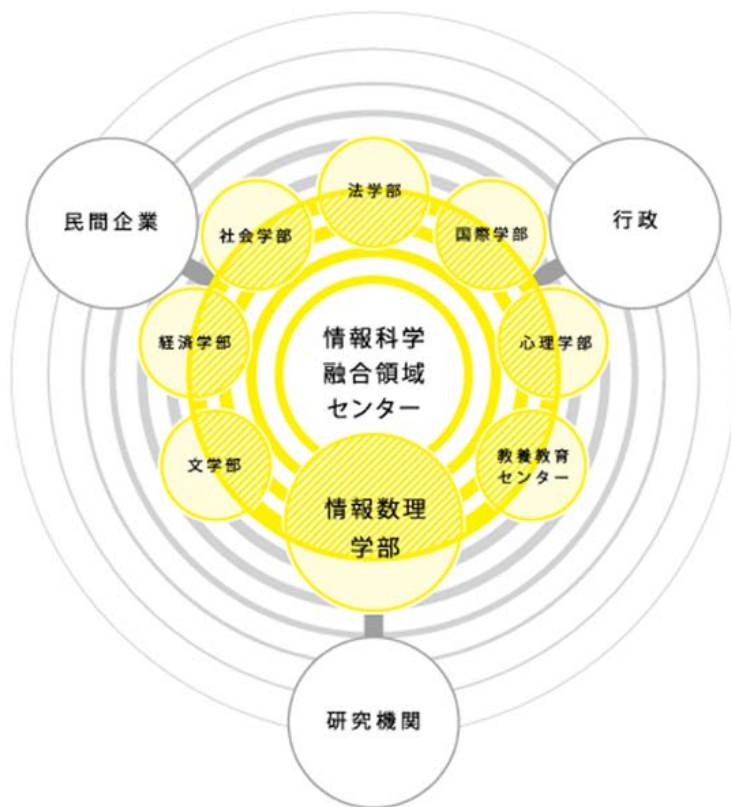 法学部
社会学部
国際学部
民間企業
行政
経済学部
心理学部
情報科学
融合領域
センター
文学部
教養教育
センター
情報数理
学部
研究機関